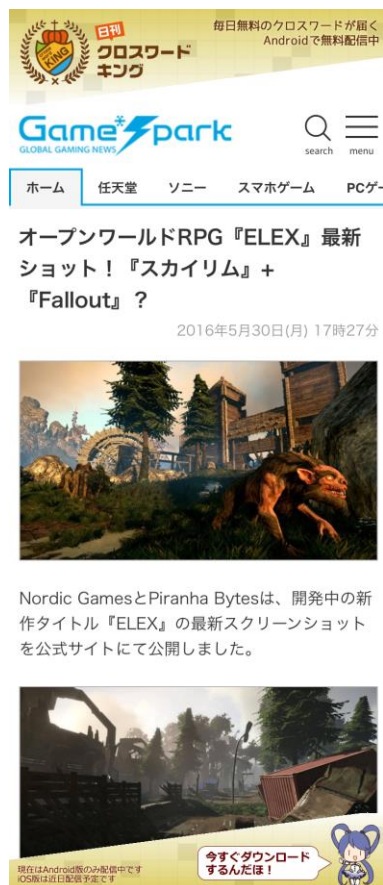 毎日無料のクロスワードが届く
Androidで無料配信中
KING
日刊
クロスワード
キング
Game*Spark
GLOBAL GAMING NEWS
search
menu
ホーム
任天堂
ソニー
スマホゲーム
PCゲー
オープンワールドRPG『ELEX』最新
ショット！『スカイリム』+
『Fallout』？
2016年5月30日(月) 17時27分
Nordic GamesとPiranha Bytesは、開発中の新
作タイトル『ELEX』の最新スクリーンショット
を公式サイトにて公開しました。
今すぐダウンロード
するんだほ！
現在はAndroid版のみ配信中です
iOS版は近日配信予定です